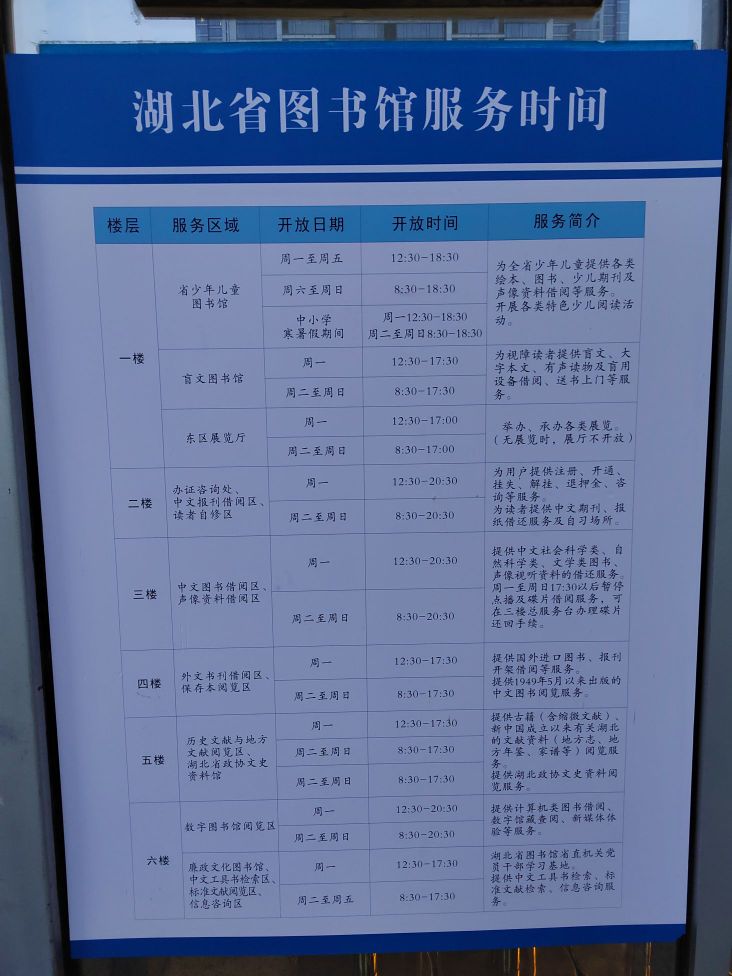 湖北省图书馆服务时间
楼层 服务区域 开放日期 开放时间 服务简介
一楼
省少年儿童
图书馆
周一至周五 12:30-18:30
周六至周日 8:30-18:30
中小学
寒暑假期间
周一12:30-18:30
周二至周日8:30-18:30
为全省少年儿童提供各类
绘本、图书、少儿期刊及
声像资料借阅等服务。
开展各类特色少儿阅读活
动。
盲文图书馆
周一 12:30-17:30
周二至周日 8:30-17:30
为视障读者提供盲文、大
字本文、有声读物及盲用
设备借阅、送书上门等服
务。
东区展览厅
周一 12:30-17:00
周二至周日 8:30-17:00
举办、承办各类展览。
(无展览时，展厅不开放)
二楼
办证咨询处、
中文报刊借阅区、
读者自修区
周一 12:30-20:30
周二至周日 8:30-20:30
为用户提供注册、开通、
挂失、解挂、退押金、咨
询等服务。
为读者提供中文期刊、报
纸借还服务及自习场所。
三楼
中文图书借阅区、
声像资料借阅区
周一 12:30-20:30
周二至周日 8:30-20:30
提供中文社会科学类、自
然科学类、文学类图书、
声像视听资料的借还服务。
周一至周日17:30以后暂停
点播及碟片借阅服务，可
在三楼总服务台办理碟片
还回手续。
四楼
外文书刊借阅区、
保存本阅览区
周一 12:30-17:30
周二至周日 8:30-17:30
提供国外进口图书、报刊
开架借阅等服务。
提供1949年5月以来出版的
中文图书阅览服务。
五楼
历史文献与地方
文献阅览区、
湖北省政协文史
资料馆
周一 12:30-17:30
周二至周日 8:30-17:30
周二至周日 8:30-17:30
提供古籍（含缩微文献）、
新中国成立以来有关湖北
的文献资料（地方志、地
方年鉴、家谱等）阅览服
务。
提供湖北政协文史资料阅
览服务。
六楼
数字图书馆阅览区
周一 12:30-20:30
周二至周日 8:30-20:30
提供计算机类图书借阅、
数字馆藏查阅、新媒体体
验等服务。
廉政文化图书馆、
中文工具书检索区、
标准文献阅览区、
信息咨询区
周一 12:30-17:30
周二至周五 8:30-17:30
湖北省图书馆省直机关党
员干部学习基地。
提供中文工具书检索、标
准文献检索、信息咨询服
务。